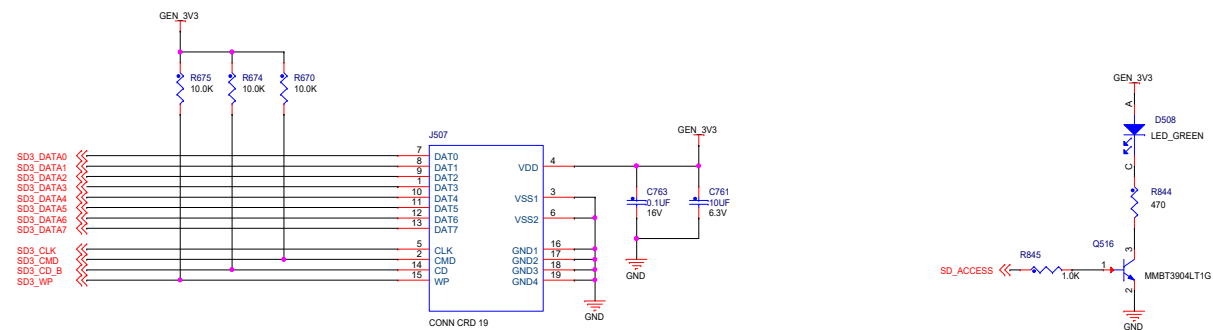 GEN_3V3
R675
10.0K
R674
10.0K
R670
10.0K
J507
SD3_DATA0 7 DAT0
SD3_DATA1 8 DAT1
SD3_DATA2 9 DAT2
SD3_DATA3 1 DAT3
SD3_DATA4 10 DAT4
SD3_DATA5 11 DAT5
SD3_DATA6 12 DAT6
SD3_DATA7 13 DAT7
SD3_CLK 5 CLK
SD3_CMD 2 CMD
SD3_CD_B 14 CD
SD3_WP 15 WP
VDD 4
VSS1 3
VSS2 6
GND1 16
GND2 17
GND3 18
GND4 19
CONN CRD 19
GND
GEN_3V3
C763
0.1UF
16V
C761
10UF
6.3V
GND
GEN_3V3
A
D508
LED_GREEN
C
R844
470
Q516
3
SD_ACCESS
R845
1.0K
1
MMBT3904LT1G
2
GND